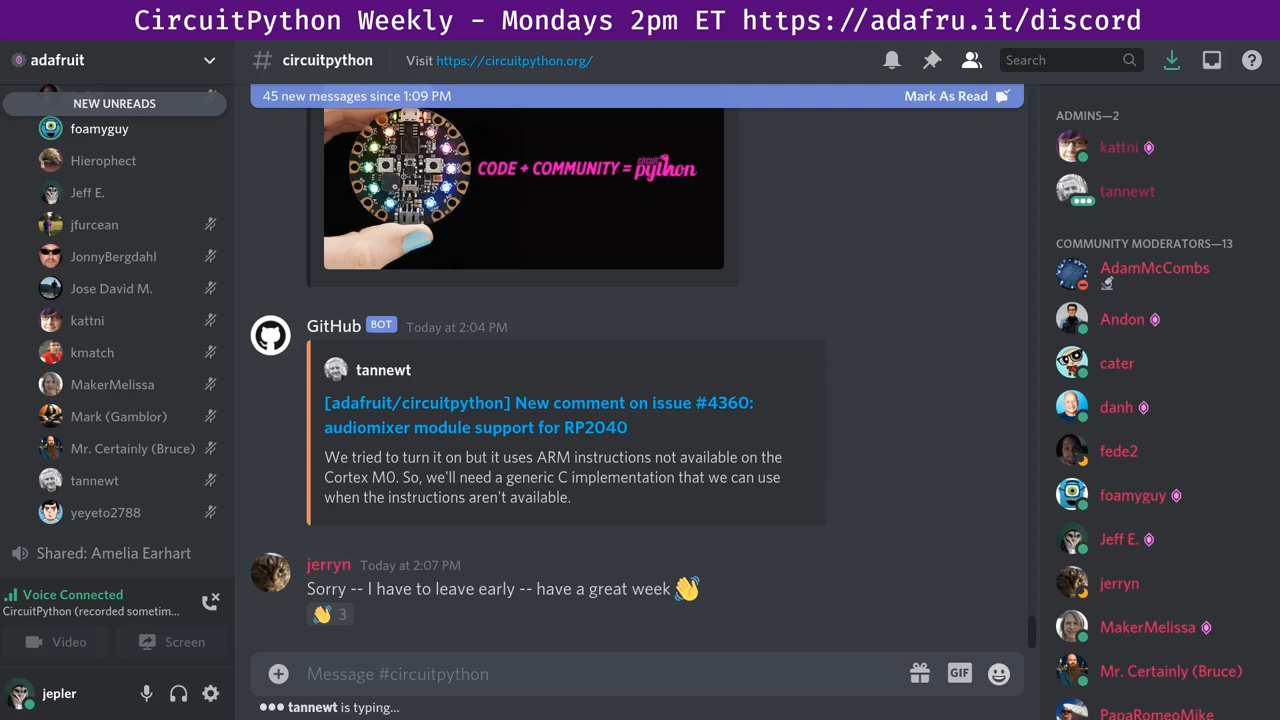 CircuitPython Weekly - Mondays 2pm ET https://adafru.it/discord
adafruit
NEW UNREADS
foamyguy
Hierophect
Jeff E.
jfurcean
JonnyBergdahl
Jose David M.
kattni
kmatch
MakerMelissa
Mark (Gamblor)
Mr. Certainly (Bruce)
tannewt
yeyeto2788
Shared: Amelia Earhart
Voice Connected
CircuitPython (recorded sometim...
Video
Screen
jepler
# circuitpython
Visit https://circuitpython.org/
Search
45 new messages since 1:09 PM
Mark As Read
CODE + COMMUNITY = circuit python
GitHub BOT Today at 2:04 PM
tannewt
[adafruit/circuitpython] New comment on issue #4360:
audiomixer module support for RP2040
We tried to turn it on but it uses ARM instructions not available on the
Cortex M0. So, we'll need a generic C implementation that we can use
when the instructions aren't available.
jerryn Today at 2:07 PM
Sorry -- I have to leave early -- have a great week 👋
👋 3
Message #circuitpython
GIF
tannewt is typing...
ADMINS—2
kattni
tannewt
COMMUNITY MODERATORS—13
AdamMcCombs
Andon
cater
danh
fede2
foamyguy
Jeff E.
jerryn
MakerMelissa
Mr. Certainly (Bruce)
PapaRomeoMike